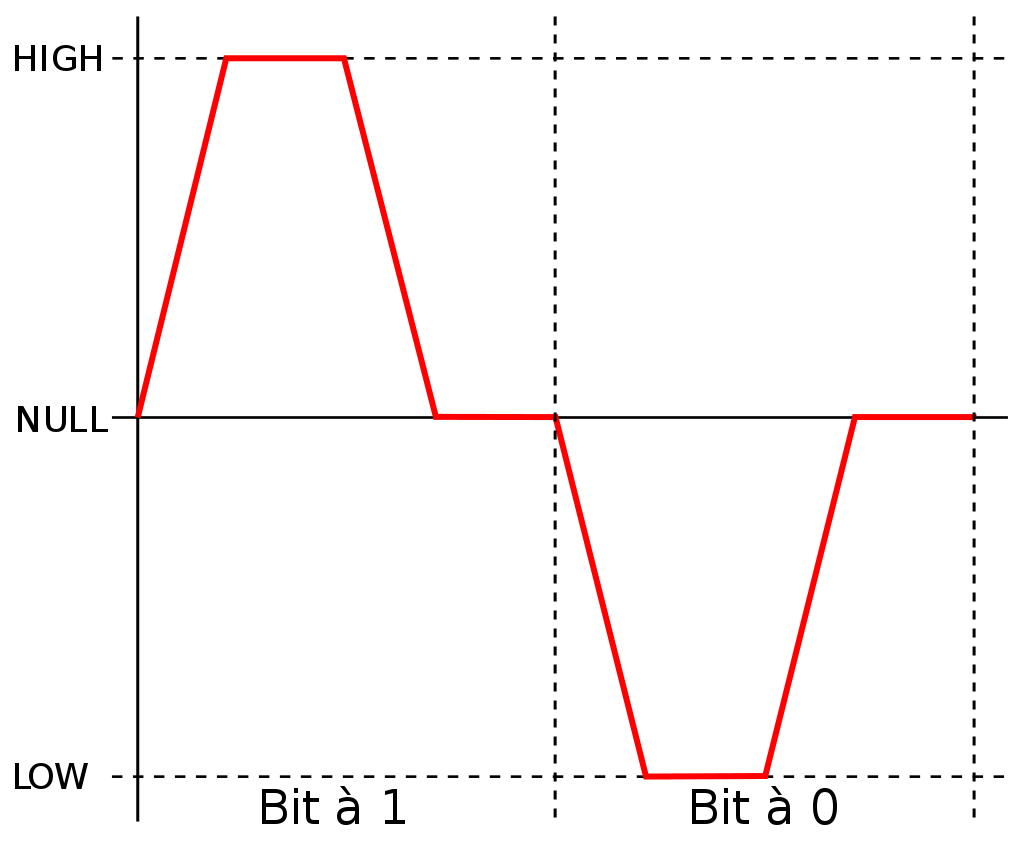 HIGH
NULL
LOW
Bit à 1
Bit à 0